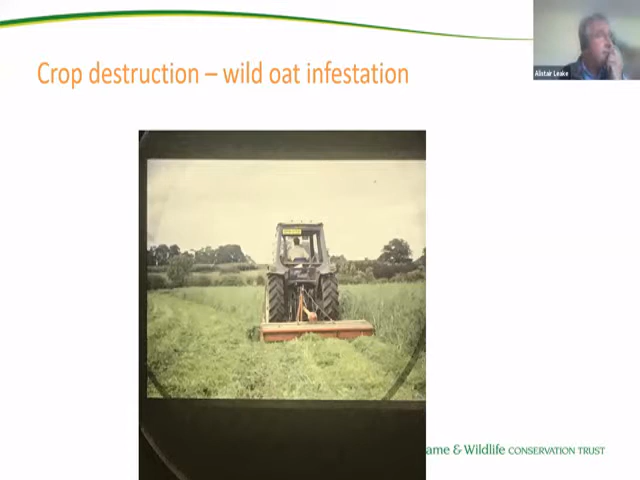 Crop destruction – wild oat infestation
Alistair Leake
ame & Wildlife CONSERVATION TRUST